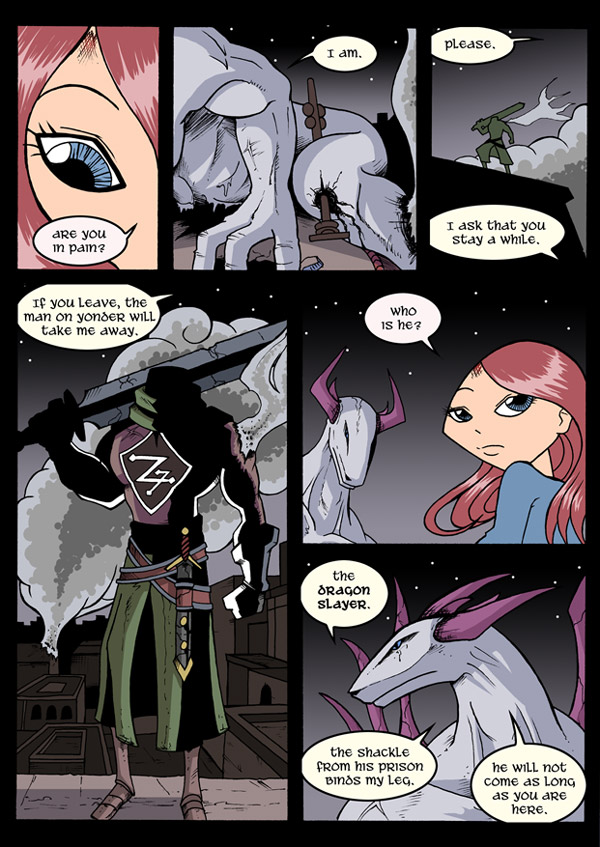 are you
in pain?
I am.
please.
I ask that you
stay a while.
If you leave, the
man on yonder will
take me away.
who
is he?
the
dragon
slayer.
the shackle
from his prison
binds my leg.
he will not
come as long
as you are
here.